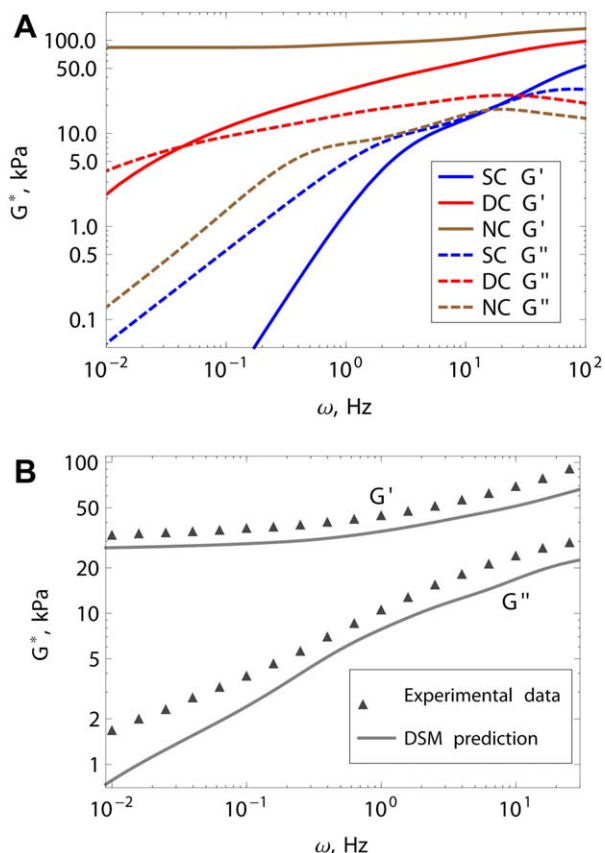 A
G*, kPa
100.0
50.0
10.0
5.0
1.0
0.5
0.1
SC G'
DC G'
NC G'
SC G"
DC G"
NC G"
10⁻² 10⁻¹ 10⁰ 10¹ 10²
ω, Hz
B
G*, kPa
100
50
20
10
5
2
1
G'
G"
Experimental data
DSM prediction
10⁻² 10⁻¹ 10⁰ 10¹
ω, Hz